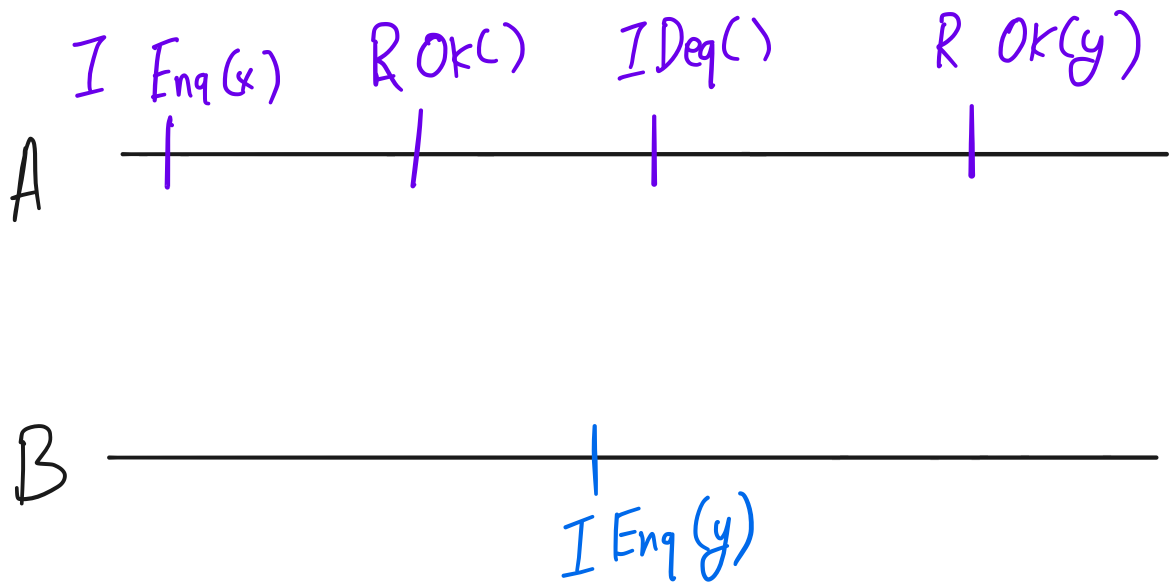 I Enq(x) R Ok() I Deq() R Ok(y)
A
B
I Enq(y)